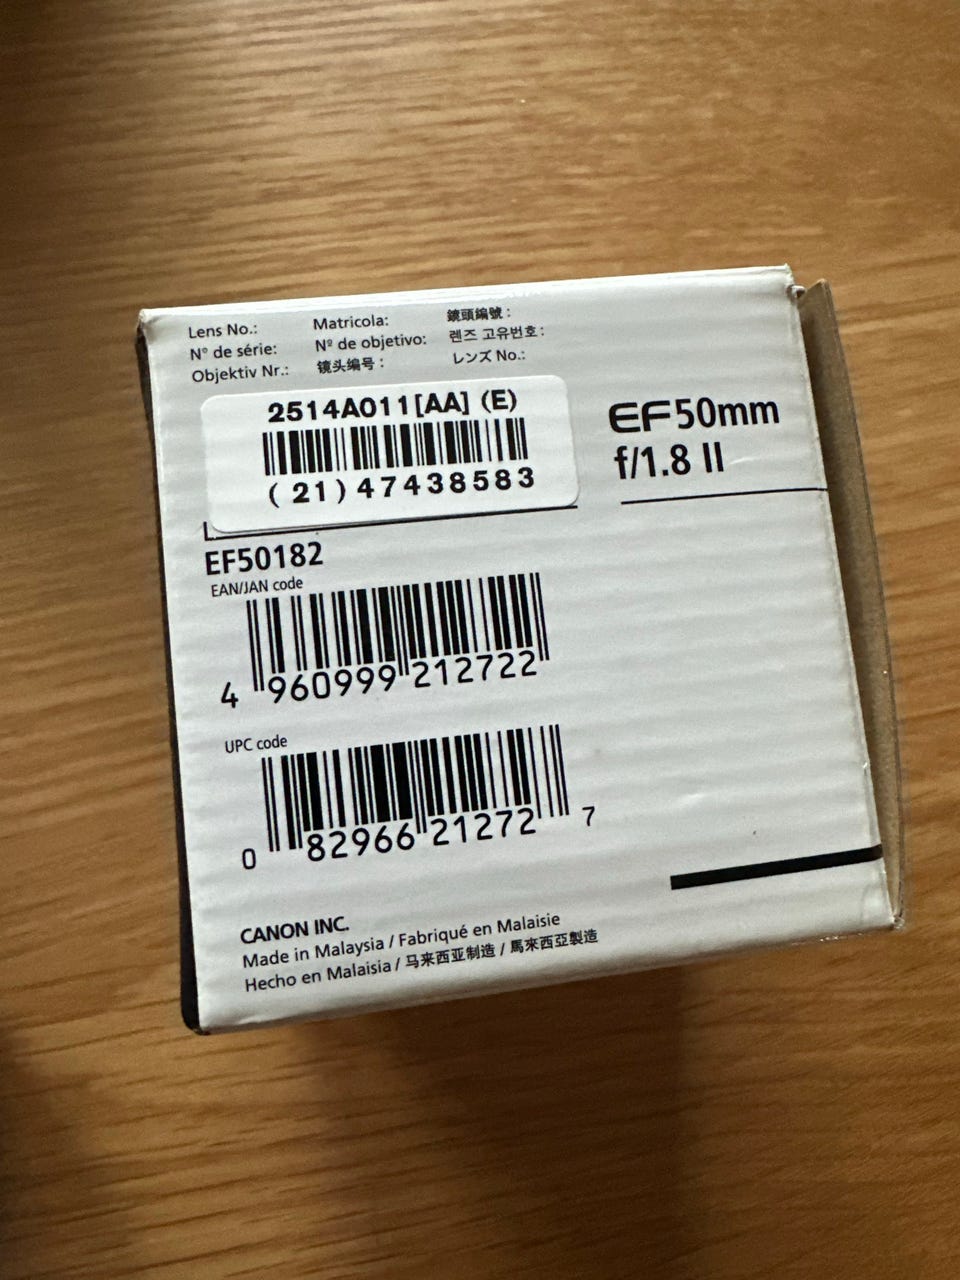 Lens No.: Matricola: 鏡頭編號：
N° de série: Nº de objetivo: 렌즈 고유번호:
Objektiv Nr.: 镜头编号： レンズ No.:
2514A011[AA] (E)
(21)47438583
EF50mm
f/1.8 II
EF50182
EAN/JAN code
4 960999 212722
UPC code
0 82966 21272 7
CANON INC.
Made in Malaysia / Fabriqué en Malaisie
Hecho en Malaisia / 马来西亚制造 / 馬來西亞製造